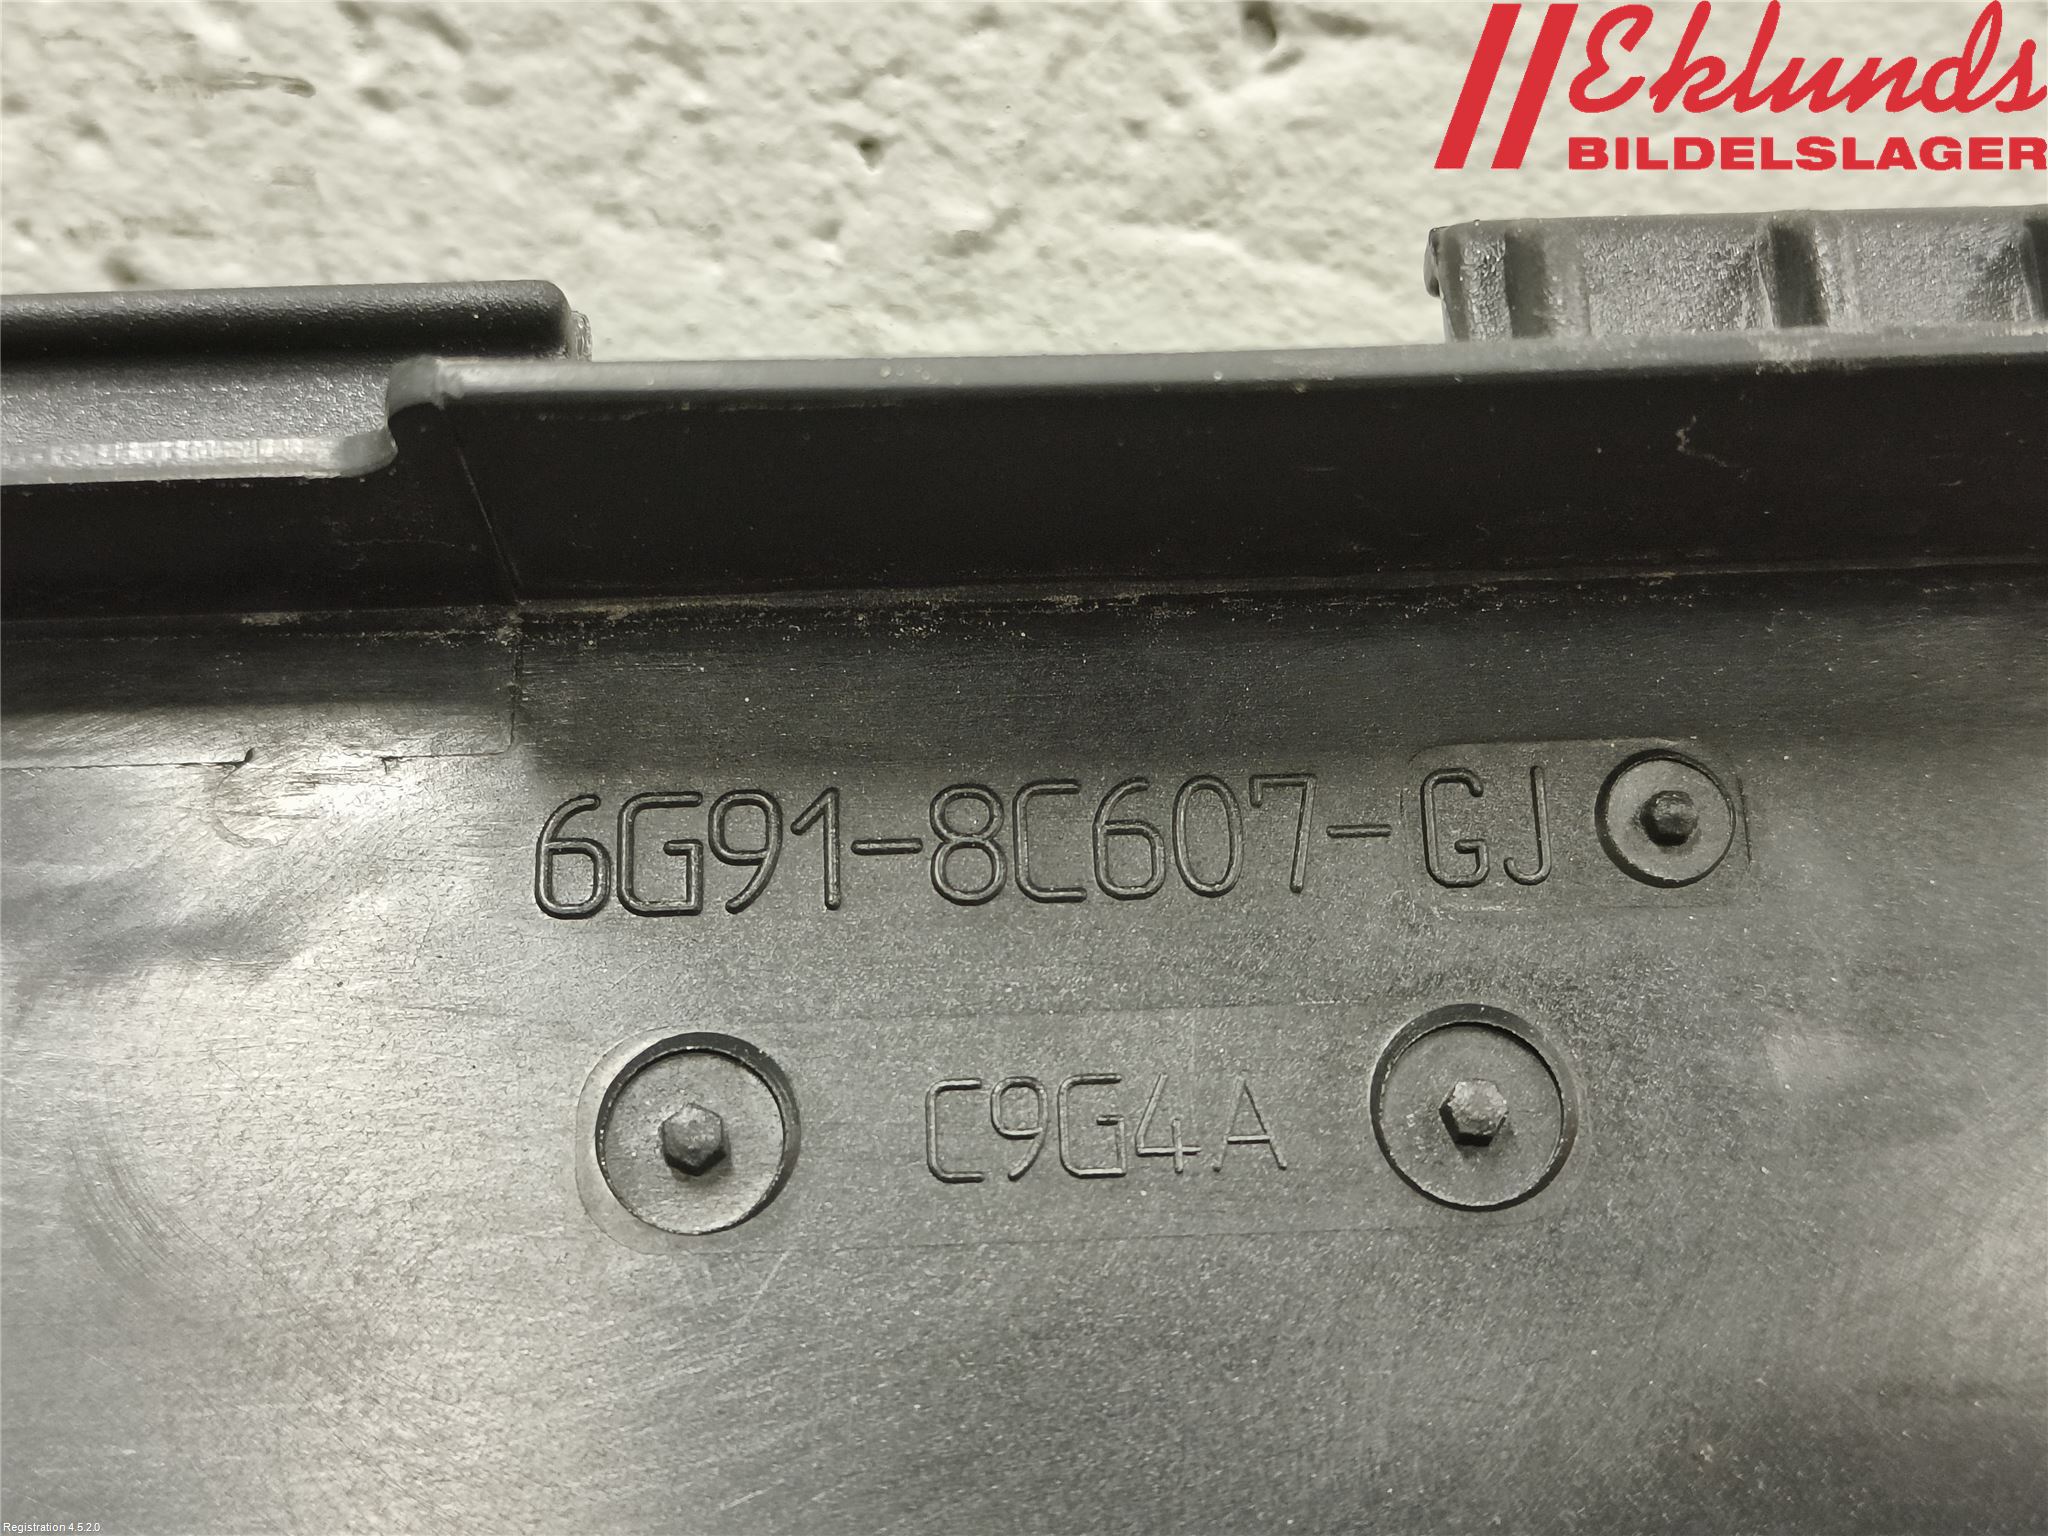 Eklunds
BILDELSLAGER
6G91-8C607-GJ
C9G4A
Registration 4.5.2.0